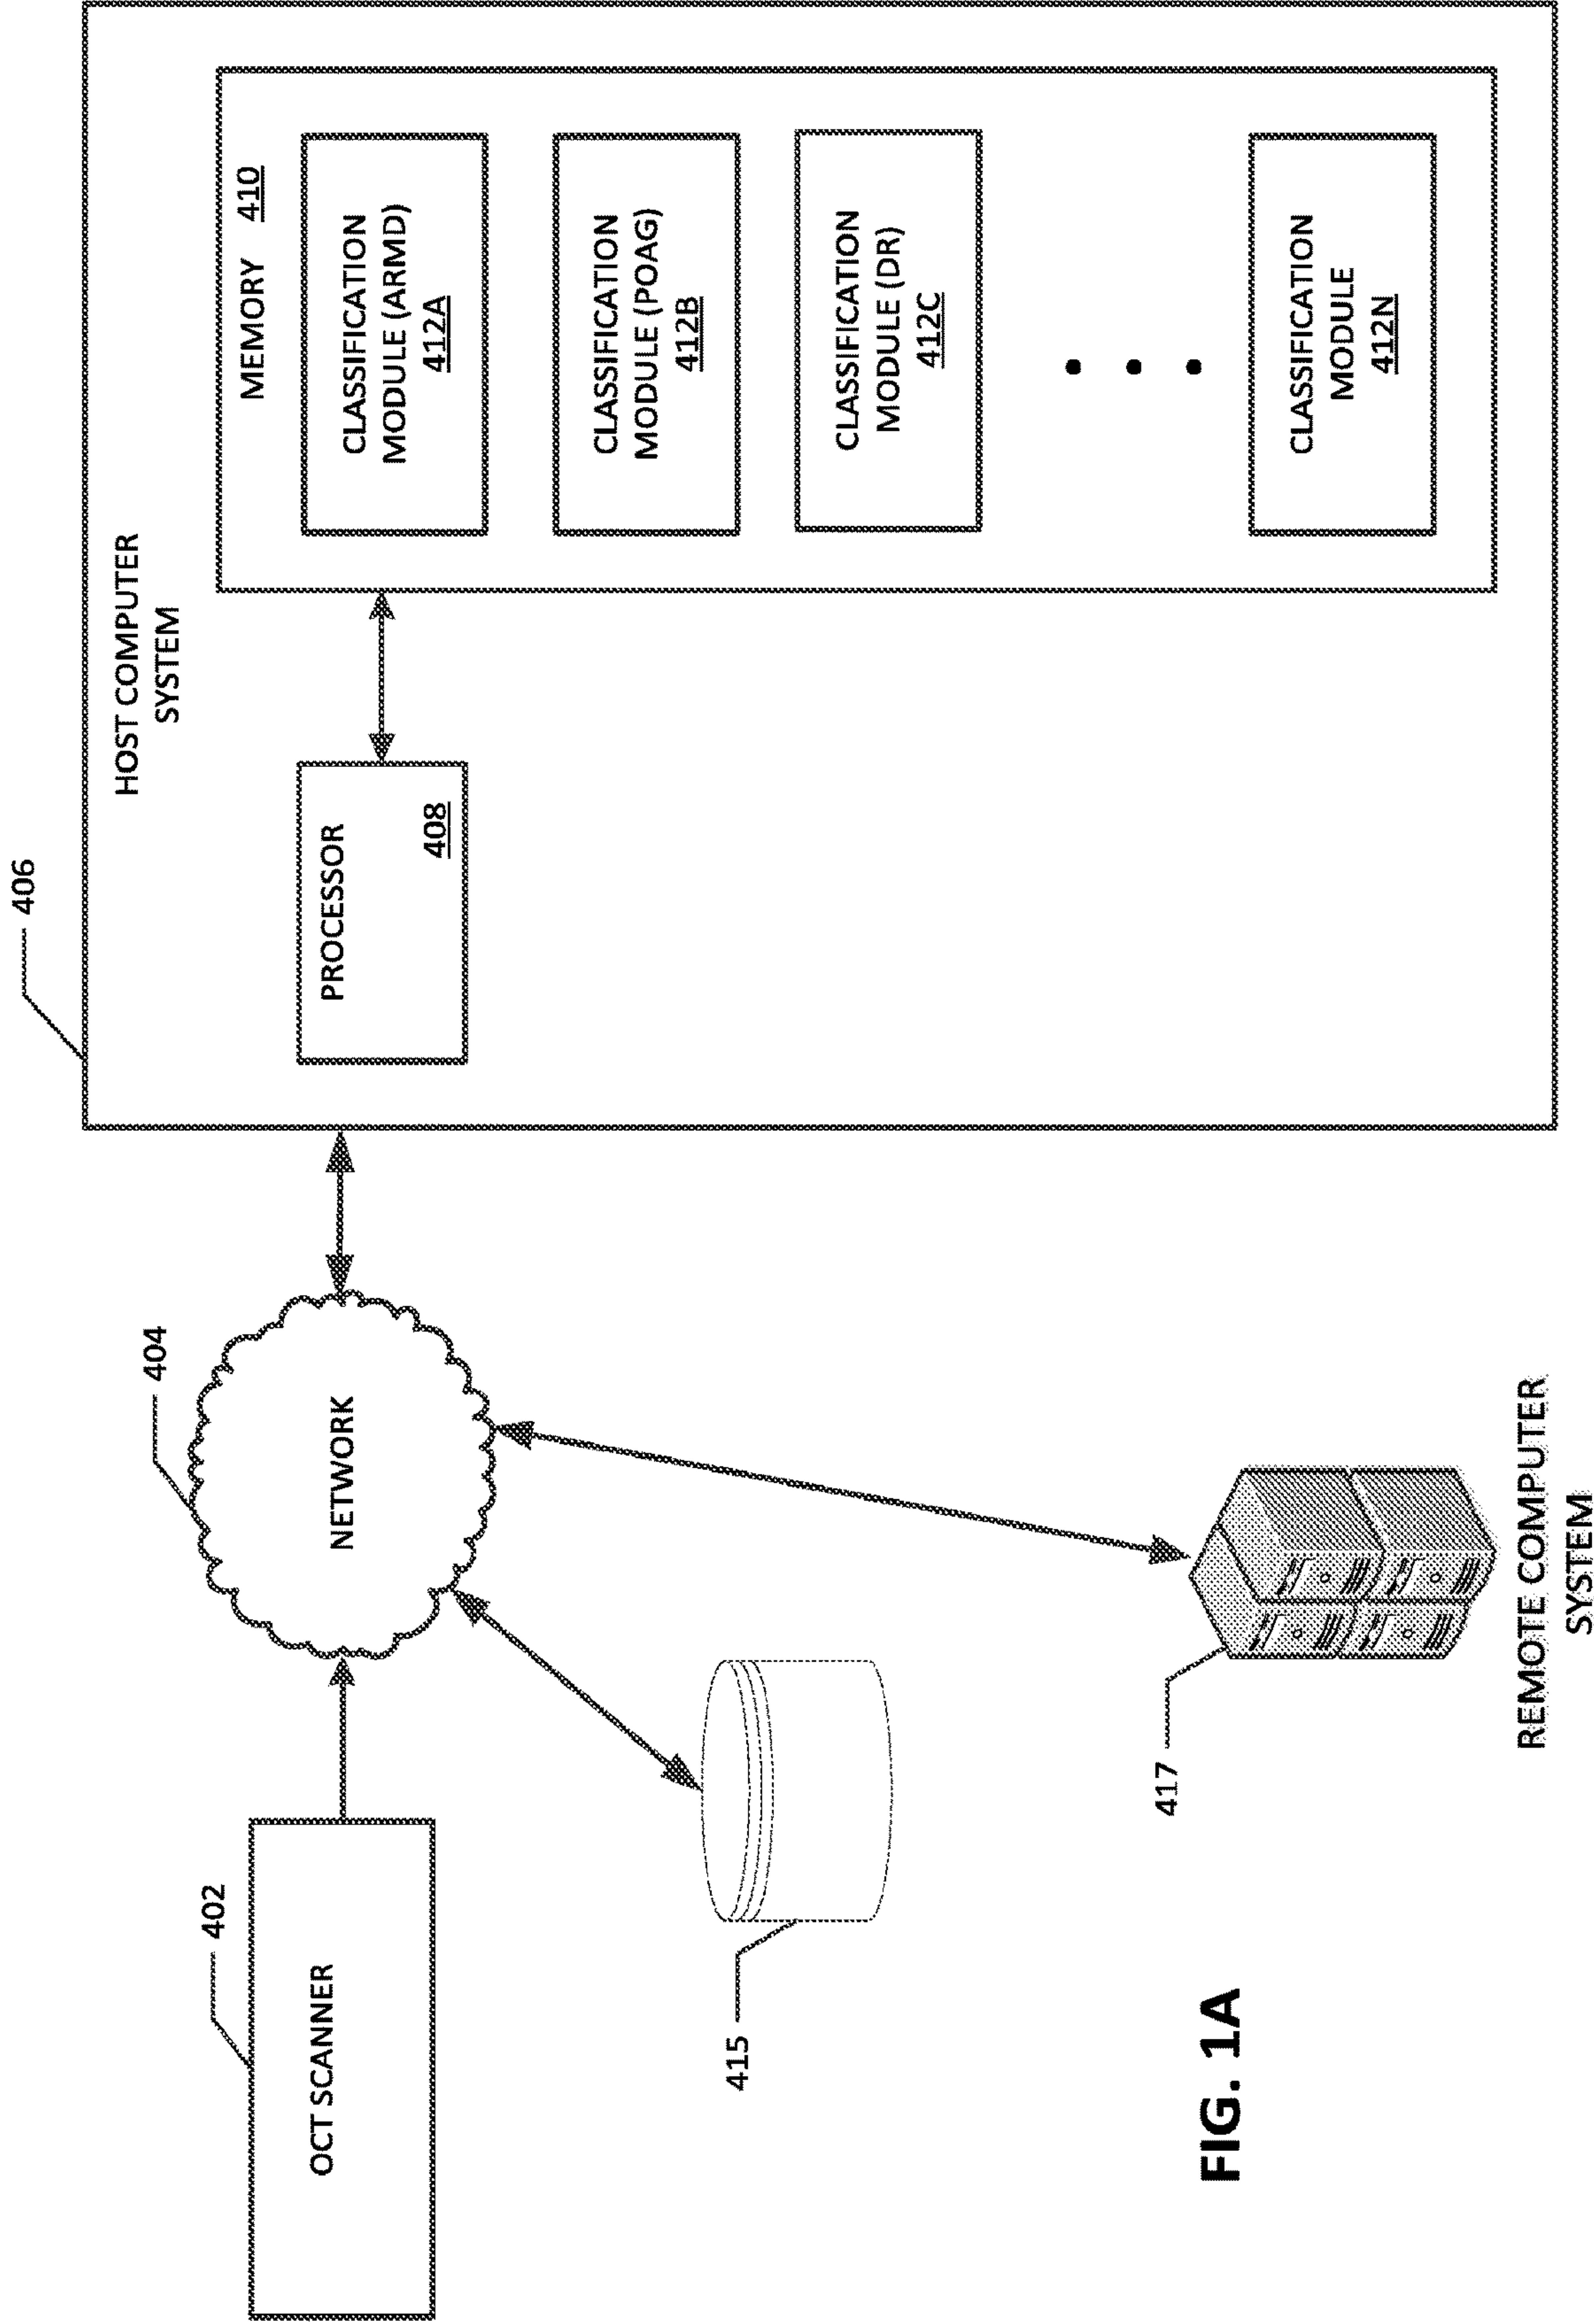 406
HOST COMPUTER
SYSTEM
MEMORY 410
CLASSIFICATION
MODULE (ARMD)
412A
CLASSIFICATION
MODULE (POAG)
412B
CLASSIFICATION
MODULE (DR)
412C
CLASSIFICATION
MODULE
412N
PROCESSOR
408
404
NETWORK
402
OCT SCANNER
415
417
REMOTE COMPUTER
SYSTEM
FIG. 1A